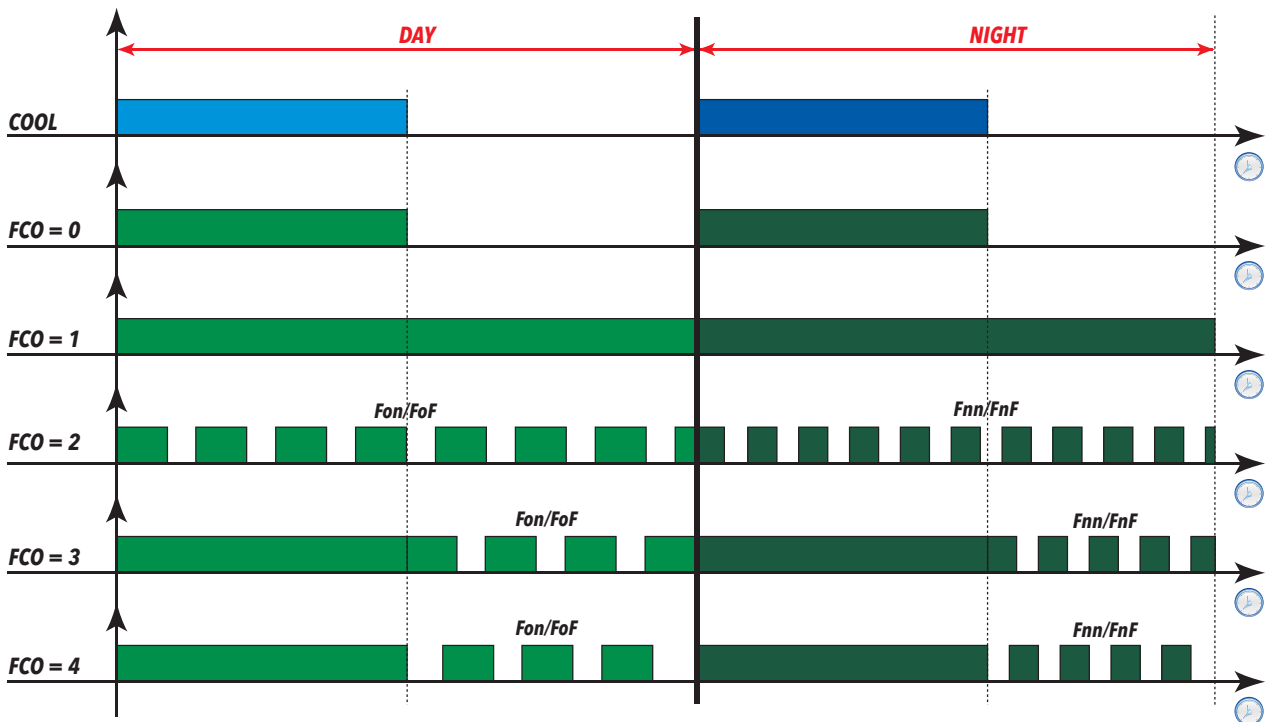 DAY NIGHT
COOL
FCO = 0
FCO = 1
Fon/FoF Fnn/FnF
FCO = 2
Fon/FoF Fnn/FnF
FCO = 3
Fon/FoF Fnn/FnF
FCO = 4